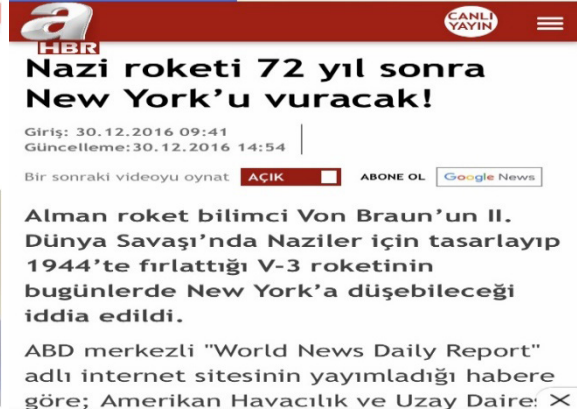 a
HBR
CANLI
YAYIN
Nazi roketi 72 yıl sonra
New York'u vuracak!
Giriş: 30.12.2016 09:41
Güncelleme:30.12.2016 14:54
Bir sonraki videoyu oynat AÇIK ABONE OL Google News
Alman roket bilimci Von Braun'un II.
Dünya Savaşı'nda Naziler için tasarlayıp
1944'te fırlattığı V-3 roketinin
bugünlerde New York'a düşebileceği
iddia edildi.
ABD merkezli "World News Daily Report"
adlı internet sitesinin yayımladığı habere
göre; Amerikan Havacılık ve Uzay Daire